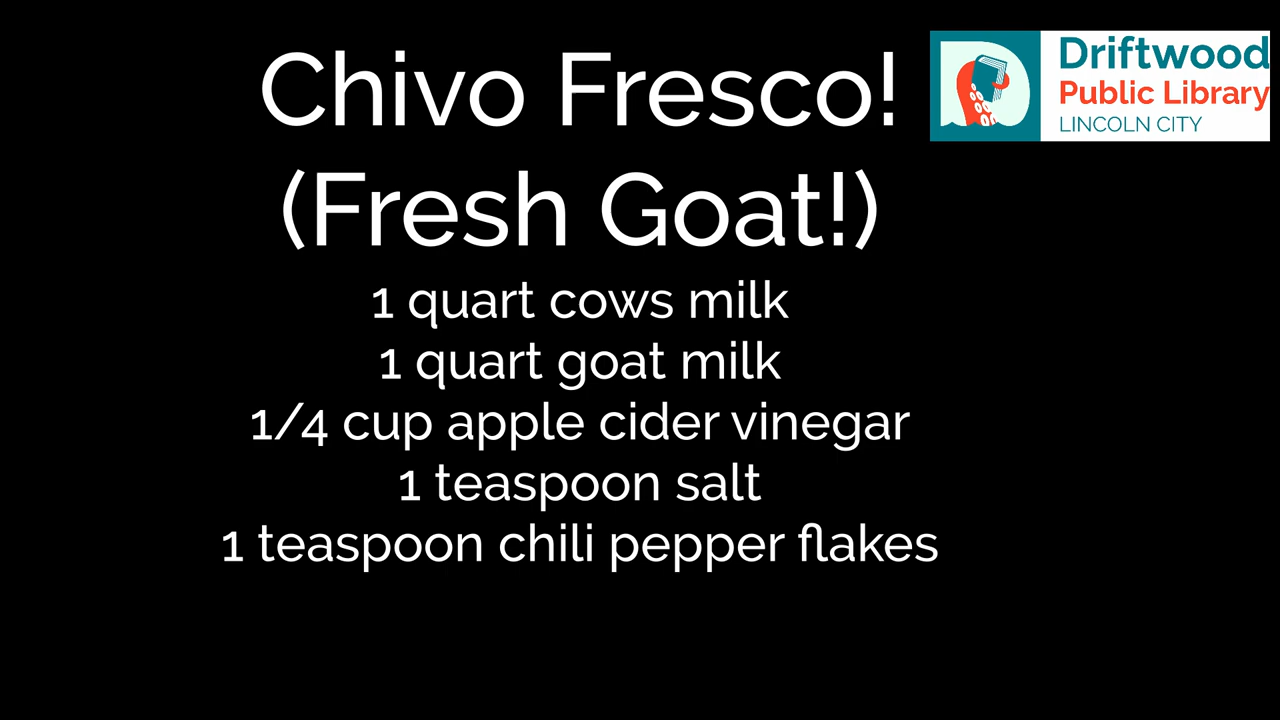 Chivo Fresco!
(Fresh Goat!)
1 quart cows milk
1 quart goat milk
1/4 cup apple cider vinegar
1 teaspoon salt
1 teaspoon chili pepper flakes
Driftwood
Public Library
LINCOLN CITY